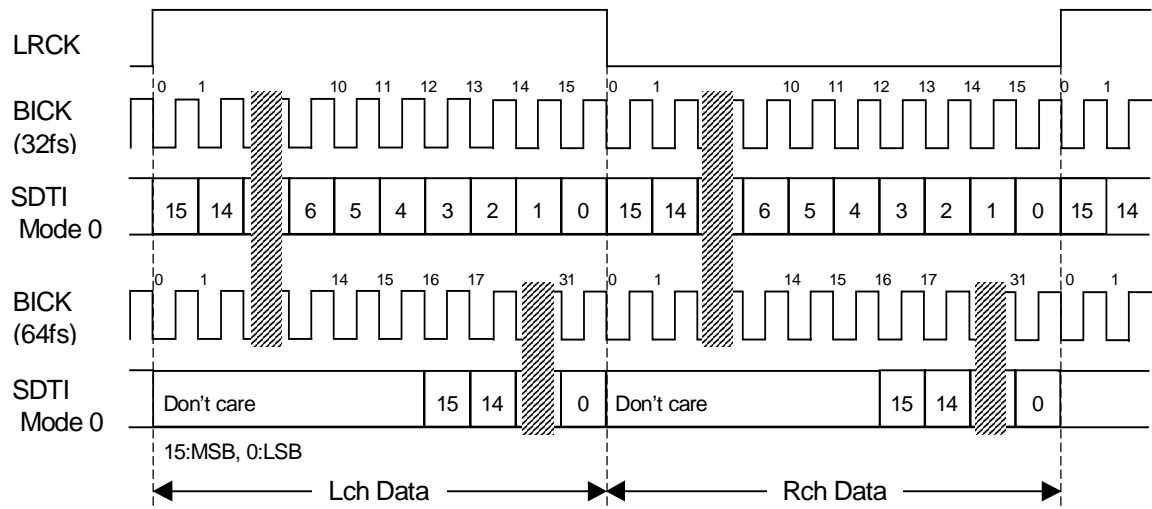 LRCK
0 1 10 11 12 13 14 15 0 1 10 11 12 13 14 15 0 1
BICK
(32fs)
SDTI
Mode 0
15 14 6 5 4 3 2 1 0 15 14 6 5 4 3 2 1 0 15 14
0 1 14 15 16 17 31 0 1 14 15 16 17 31 0 1
BICK
(64fs)
SDTI
Mode 0
Don't care 15 14 0 Don't care 15 14 0
15:MSB, 0:LSB
Lch Data Rch Data